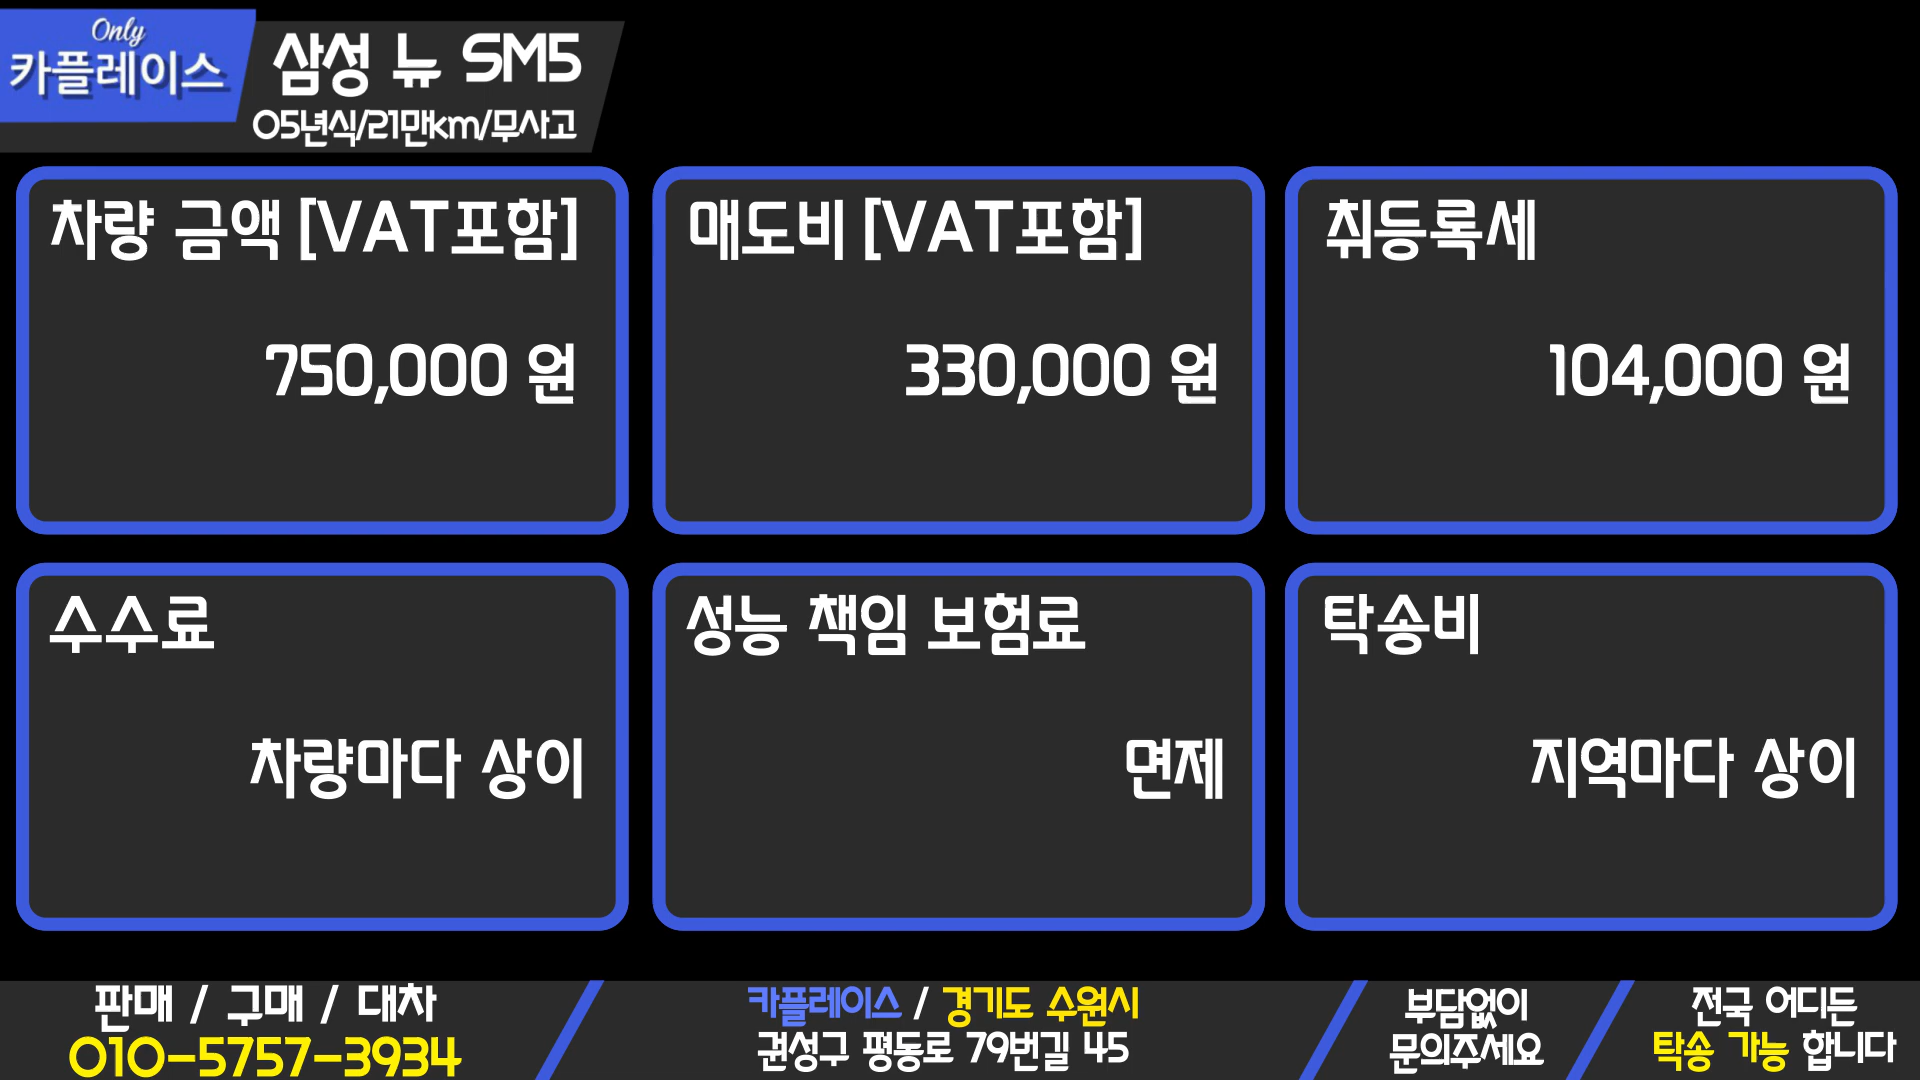 Only
카플레이스
삼성 뉴 SM5
05년식/21만km/무사고
차량 금액 [VAT포함]
750,000 원
매도비 [VAT포함]
330,000 원
취등록세
104,000 원
수수료
차량마다 상이
성능 책임 보험료
면제
탁송비
지역마다 상이
판매 / 구매 / 대차
010-5757-3934
카플레이스 / 경기도 수원시
권성구 평동로 79번길 45
부담없이
문의주세요
전국 어디든
탁송 가능 합니다